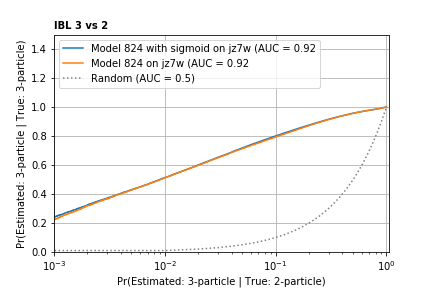 IBL 3 vs 2
Model 824 with sigmoid on jz7w (AUC = 0.92
Model 824 on jz7w (AUC = 0.92
Random (AUC = 0.5)
Pr(Estimated: 3-particle | True: 3-particle)
1.4
1.2
1.0
0.8
0.6
0.4
0.2
0.0
10⁻³ 10⁻² 10⁻¹ 10⁰
Pr(Estimated: 3-particle | True: 2-particle)